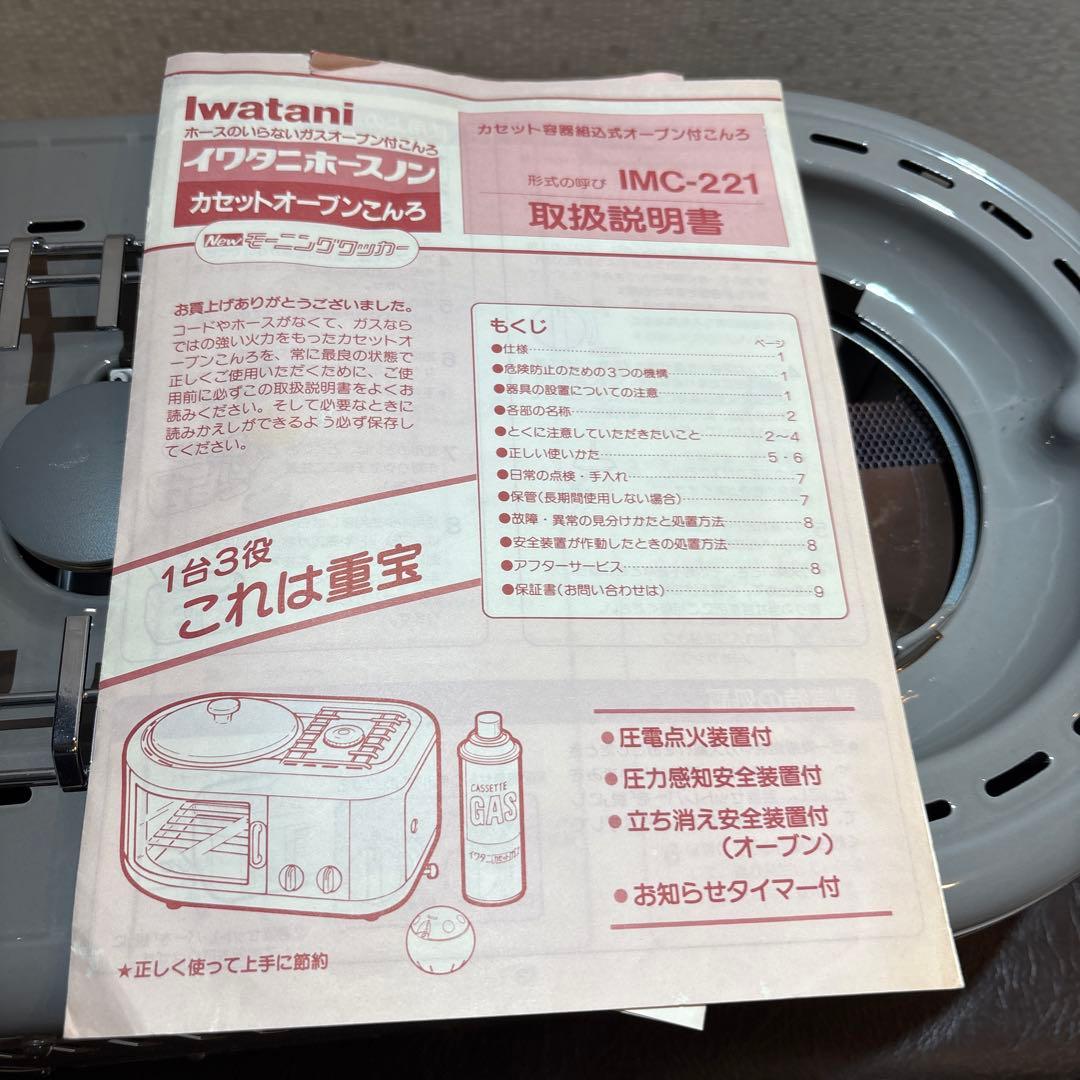 Iwatani
ホースのいらないガスオーブン付こんろ
イワタニホースノン
カセットオーブンこんろ
New モーニングクッカー
カセット容器組込式オーブン付こんろ
形式の呼び IMC-221
取扱説明書
お買上げありがとうございました。
コードやホースがなくて、ガスなら
ではの強い火力をもったカセットオ
ーブンこんろを、常に最良の状態で
正しくご使用いただくために、ご使
用前に必ずこの取扱説明書をよくお
読みください。そして必要なときに
読みかえしができるよう必ず保存し
てください。
もくじ
ページ
●仕様 1
●危険防止のための3つの機構 1
●器具の設置についての注意 1
●各部の名称 2
●とくに注意していただきたいこと 2〜4
●正しい使いかた 5・6
●日常の点検・手入れ 7
●保管(長期間使用しない場合) 7
●故障・異常の見分けかたと処置方法 8
●安全装置が作動したときの処置方法 8
●アフターサービス 8
●保証書(お問い合わせは) 9
1台3役
これは重宝
CASSETTE
GAS
イワタニカセットガス
●圧電点火装置付
●圧力感知安全装置付
●立ち消え安全装置付
(オーブン)
●お知らせタイマー付
★正しく使って上手に節約